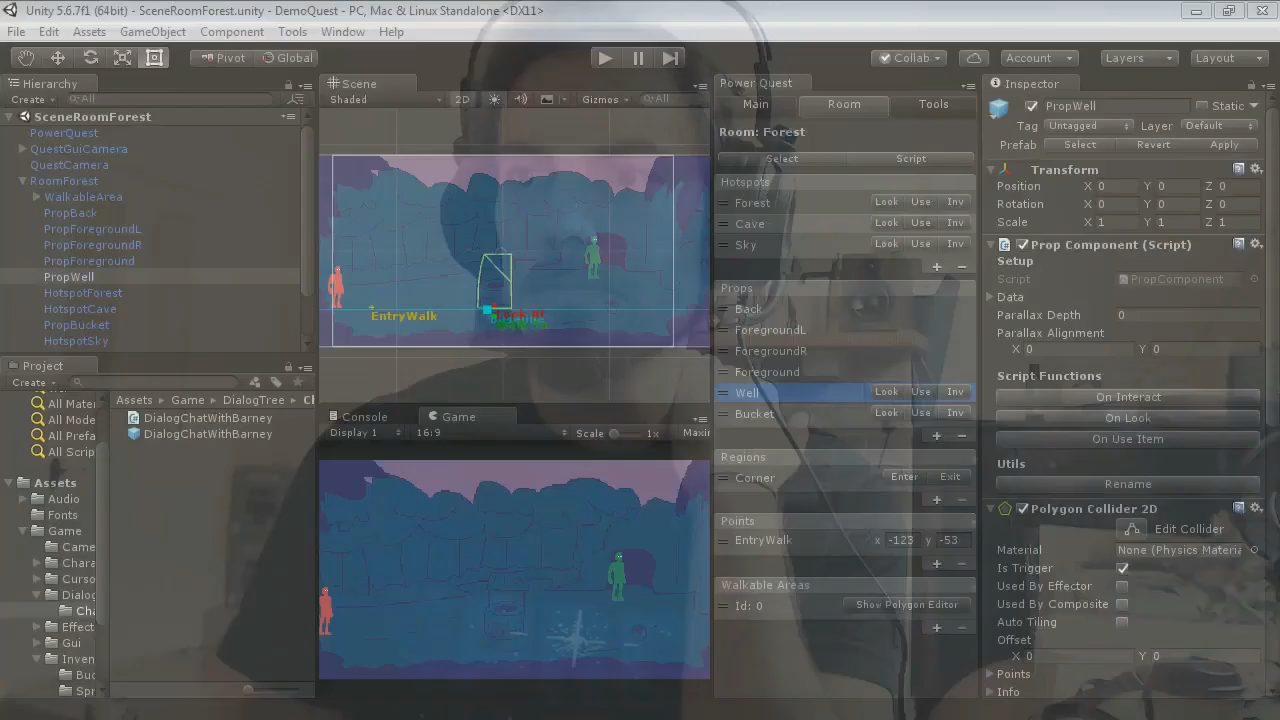 Unity 5.6.7f1 (64bit) - SceneRoomForest.unity - DemoQuest - PC, Mac & Linux Standalone <DX11>
File Edit Assets GameObject Component Tools Window Help
Pivot Global Collab Account Layers Layout
Hierarchy
Create All
SceneRoomForest
PowerQuest
QuestGuiCamera
QuestCamera
RoomForest
WalkableArea
PropBack
PropForegroundL
PropForegroundR
PropForeground
PropWell
HotspotForest
HotspotCave
PropBucket
HotspotSky
Project
Create
All Mater
All Mode
All Prefa
All Scrip
Assets
Audio
Fonts
Game
Came
Chara
Curso
Dialog
Cha
Effect
Gui
Inven
Buc
Spr
Assets Game DialogTree Ch
DialogChatWithBarney
DialogChatWithBarney
Scene
Shaded 2D Gizmos All
EntryWalk
Look At
Console Game
Display 1 16:9 Scale 1x Maxin
Power Quest
Main Room Tools
Room: Forest
Select Script
Hotspots
Forest Look Use Inv
Cave Look Use Inv
Sky Look Use Inv
Props
Back
ForegroundL
ForegroundR
Foreground
Well Look Use Inv
Bucket Look Use Inv
Regions
Corner Enter Exit
Points
EntryWalk x -123 y -53
Walkable Areas
Id: 0 Show Polygon Editor
Inspector
PropWell Static
Tag Untagged Layer Default
Prefab Select Revert Apply
Transform
Position X 0 Y 0 Z 0
Rotation X 0 Y 0 Z 0
Scale X 1 Y 1 Z 1
Prop Component (Script)
Setup
Script PropComponent
Data
Parallax Depth 0
Parallax Alignment
X 0 Y 0
Script Functions
On Interact
On Look
On Use Item
Utils
Rename
Polygon Collider 2D
Edit Collider
Material None (Physics Materia
Is Trigger
Used By Effector
Used By Composite
Auto Tiling
Offset
X 0 Y 0
Points
Info